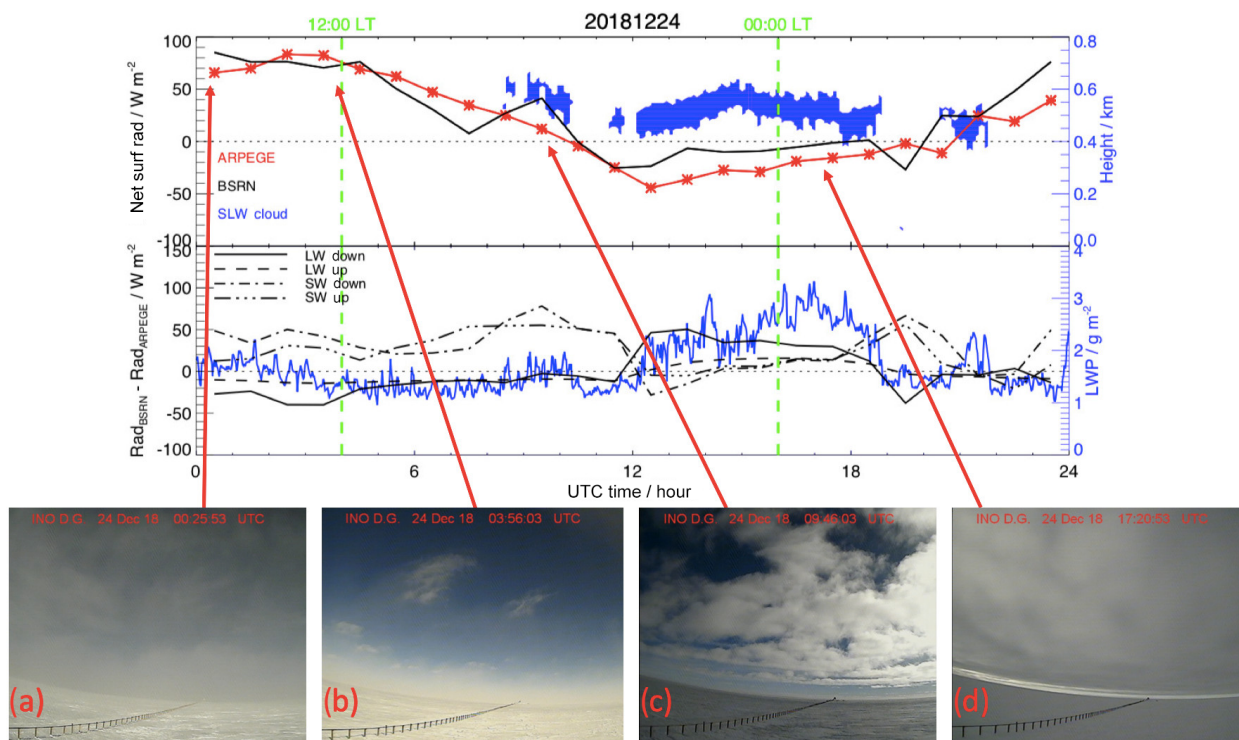 12:00 LT 20181224 00:00 LT
100 0.8
50 0.6
0 0.4
-50 0.2
-100 0.0
Net surf rad / W m-2
Height / km
ARPEGE
BSRN
SLW cloud
150 4
100 3
50 2
0 1
-50 0
-100
RadBSRN - RadARPEGE / W m-2
LWP / g m-2
LW down
LW up
SW down
SW up
0 6 12 18 24
UTC time / hour
INO D.G. 24 Dec 18 00:25:53 UTC
(a)
INO D.G. 24 Dec 18 03:56:03 UTC
(b)
INO D.G. 24 Dec 18 09:46:03 UTC
(c)
INO D.G. 24 Dec 18 17:20:53 UTC
(d)